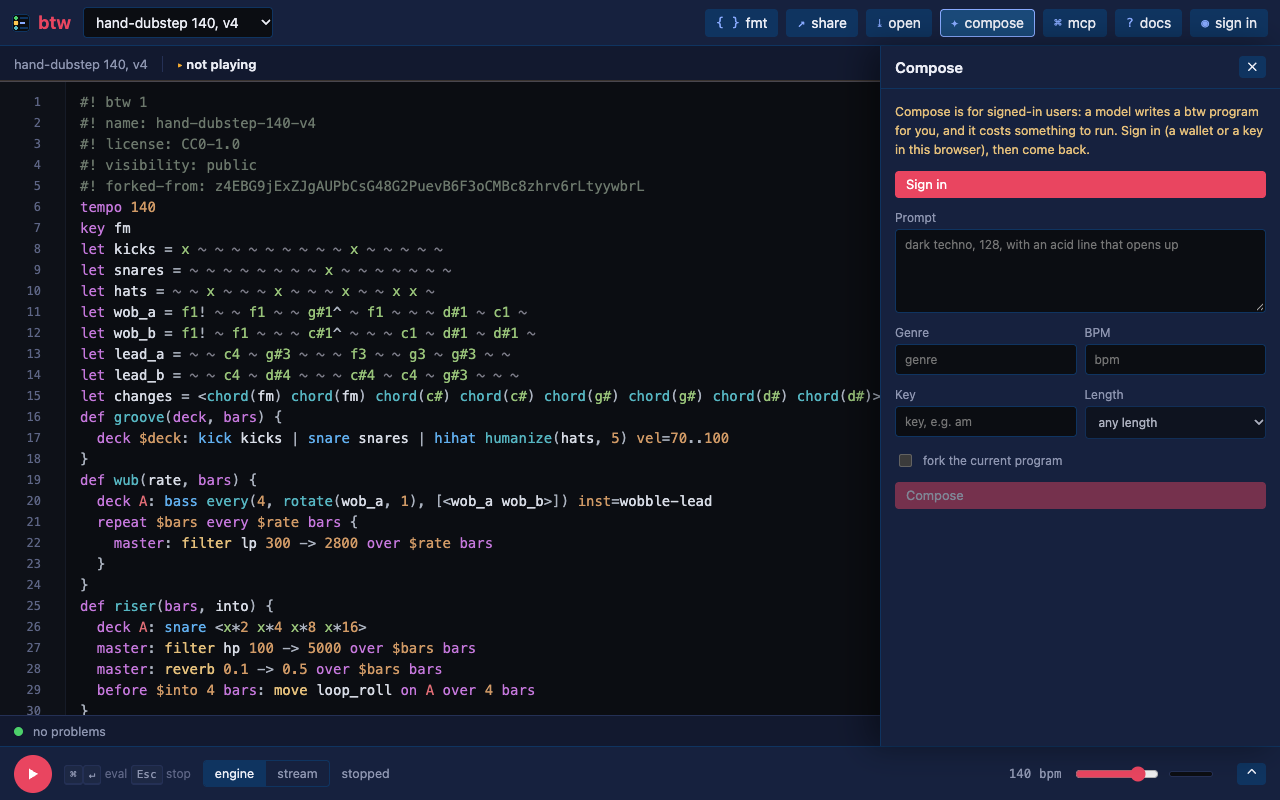 btw
hand-dubstep 140, v4
{ } fmt
↗ share
↓ open
✦ compose
⌘ mcp
? docs
● sign in
hand-dubstep 140, v4
▸ not playing
1 #! btw 1
2 #! name: hand-dubstep-140-v4
3 #! license: CC0-1.0
4 #! visibility: public
5 #! forked-from: z4EBG9jExZJgAUPbCsG48G2PuevB6F3oCMBc8zhrv6rLtyywbrL
6 tempo 140
7 key fm
8 let kicks = x ~ ~ ~ ~ ~ ~ ~ ~ ~ x ~ ~ ~ ~ ~
9 let snares = ~ ~ ~ ~ ~ ~ ~ ~ x ~ ~ ~ ~ ~ ~ ~
10 let hats = ~ ~ x ~ ~ ~ x ~ ~ ~ x ~ ~ x x ~
11 let wob_a = f1! ~ ~ f1 ~ ~ g#1^ ~ f1 ~ ~ ~ d#1 ~ c1 ~
12 let wob_b = f1! ~ f1 ~ ~ ~ c#1^ ~ ~ ~ c1 ~ d#1 ~ d#1 ~
13 let lead_a = ~ ~ c4 ~ g#3 ~ ~ ~ f3 ~ ~ g3 ~ g#3 ~ ~
14 let lead_b = ~ ~ c4 ~ d#4 ~ ~ ~ c#4 ~ c4 ~ g#3 ~ ~ ~
15 let changes = <chord(fm) chord(fm) chord(c#) chord(c#) chord(g#) chord(g#) chord(d#) chord(d#)>
16 def groove(deck, bars) {
17 deck $deck: kick kicks | snare snares | hihat humanize(hats, 5) vel=70..100
18 }
19 def wub(rate, bars) {
20 deck A: bass every(4, rotate(wob_a, 1), [<wob_a wob_b>]) inst=wobble-lead
21 repeat $bars every $rate bars {
22 master: filter lp 300 -> 2800 over $rate bars
23 }
24 }
25 def riser(bars, into) {
26 deck A: snare <x*2 x*4 x*8 x*16>
27 master: filter hp 100 -> 5000 over $bars bars
28 master: reverb 0.1 -> 0.5 over $bars bars
29 before $into 4 bars: move loop_roll on A over 4 bars
30 }
no problems
Compose
✕
Compose is for signed-in users: a model writes a btw program
for you, and it costs something to run. Sign in (a wallet or a key
in this browser), then come back.
Sign in
Prompt
dark techno, 128, with an acid line that opens up
Genre
BPM
genre
bpm
Key
Length
key, e.g. am
any length
fork the current program
Compose
⌘ ↵ eval Esc stop
engine
stream
stopped
140 bpm